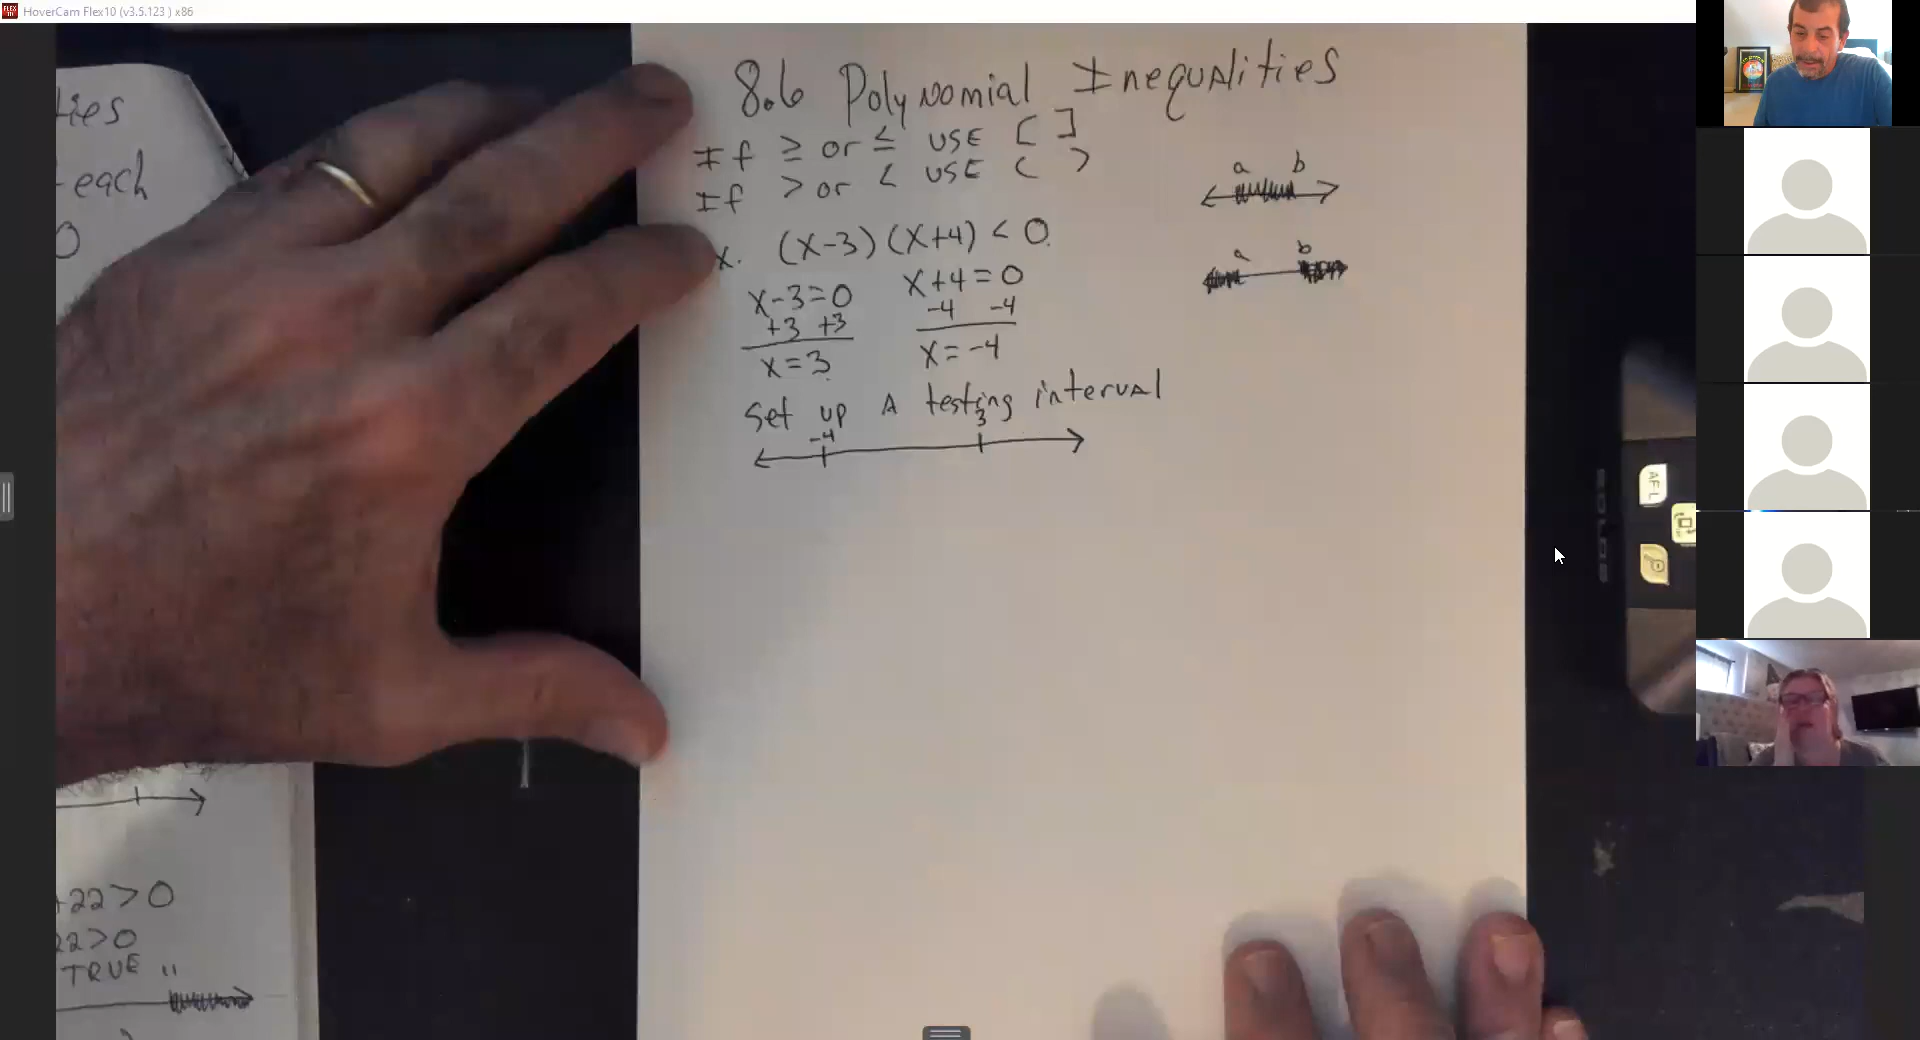 HoverCam Flex10 (v3.5.123 ) x86
8.6 Polynomial Inequalities
If ≥ or ≤ USE [ ]
If > or < USE ( )
a b
x. (x-3)(x+4) < 0
a b
x-3=0 x+4=0
+3 +3 -4 -4
x=3 x=-4
Set up A testing interval
-4 3
ties
each
0
+22>0
22>0
TRUE
AF-L